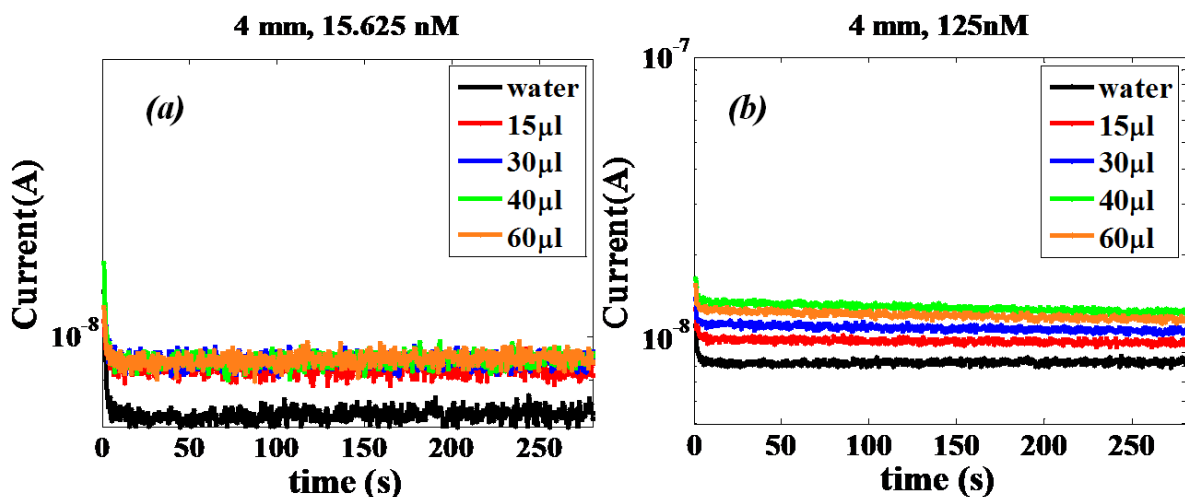 4 mm, 15.625 nM
(a)
water
15μl
30μl
40μl
60μl
Current(A)
10⁻⁸
0 50 100 150 200 250
time (s)
4 mm, 125nM
10⁻⁷
(b)
water
15μl
30μl
40μl
60μl
Current(A)
10⁻⁸
0 50 100 150 200 250
time (s)